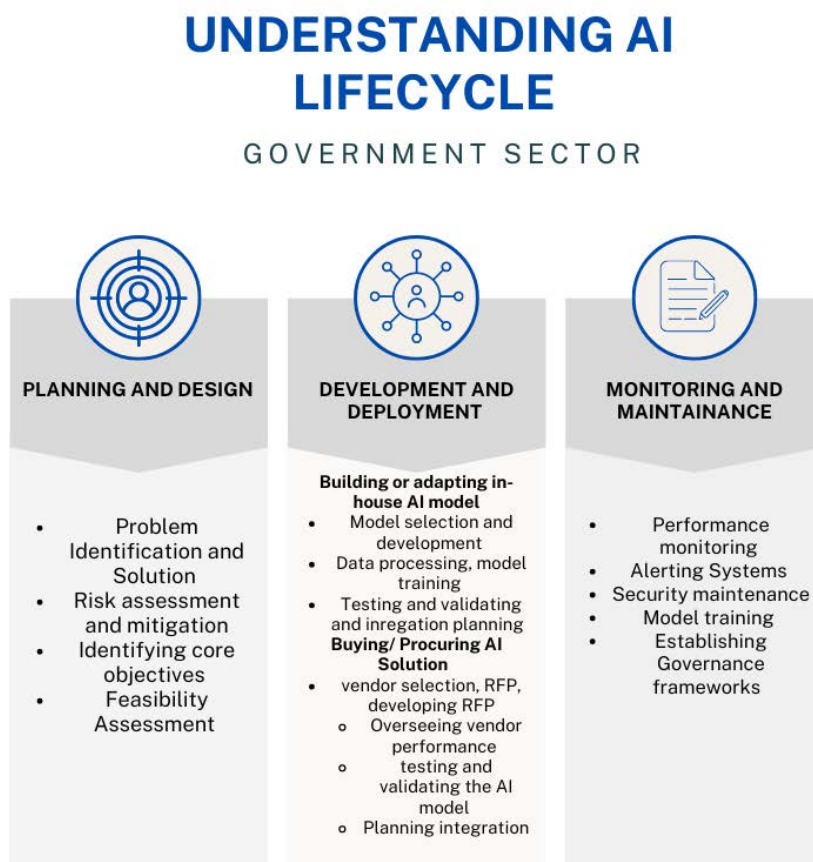 UNDERSTANDING AI
LIFECYCLE
GOVERNMENT SECTOR
PLANNING AND DESIGN
• Problem
Identification and
Solution
• Risk assessment
and mitigation
• Identifying core
objectives
• Feasibility
Assessment
DEVELOPMENT AND
DEPLOYMENT
Building or adapting in-
house AI model
• Model selection and
development
• Data processing, model
training
• Testing and validating
and inregation planning
Buying/ Procuring AI
Solution
• vendor selection, RFP,
developing RFP
o Overseeing vendor
performance
o testing and
validating the AI
model
o Planning integration
MONITORING AND
MAINTAINANCE
• Performance
monitoring
• Alerting Systems
• Security maintenance
• Model training
• Establishing
Governance
frameworks